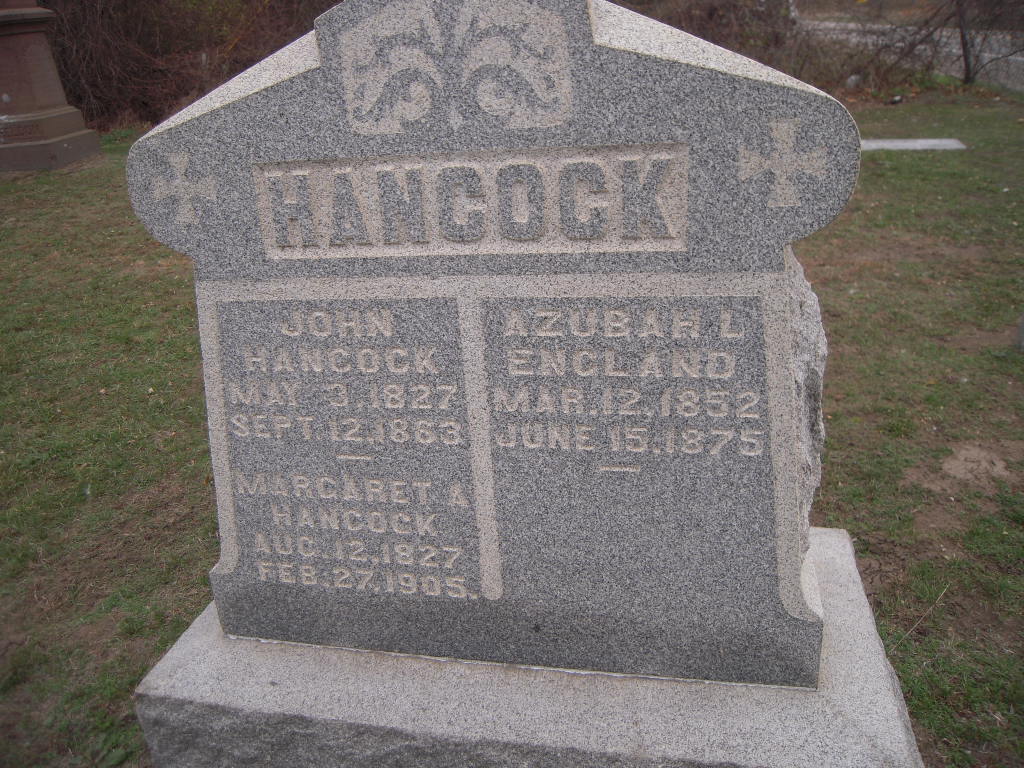 HANCOCK
JOHN
HANCOCK
MAY 3, 1827
SEPT. 12, 1863
MARGARET A
HANCOCK
AUG. 12, 1827
FEB. 27, 1905.
AZUBAH L
ENGLAND
MAR. 12, 1852
JUNE 15, 1875